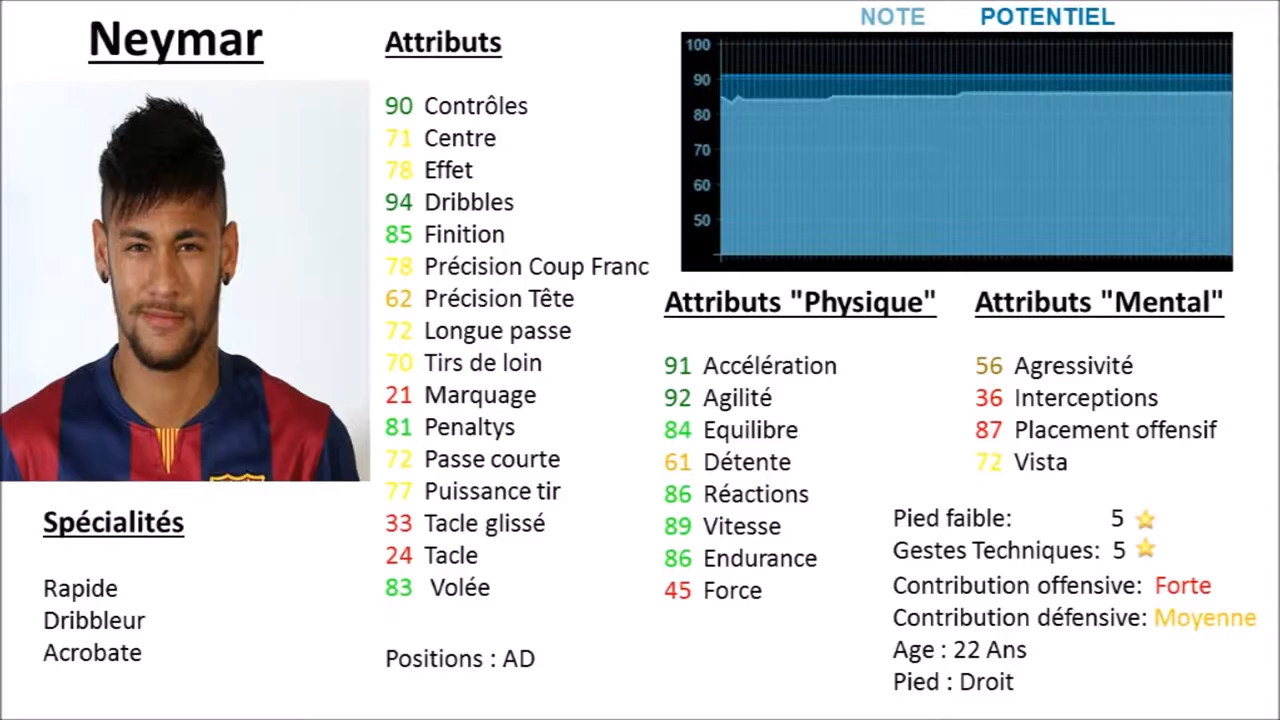 Neymar
Spécialités
Rapide
Dribbleur
Acrobate
Attributs
90 Contrôles
71 Centre
78 Effet
94 Dribbles
85 Finition
78 Précision Coup Franc
62 Précision Tête
72 Longue passe
70 Tirs de loin
21 Marquage
81 Penaltys
72 Passe courte
77 Puissance tir
33 Tacle glissé
24 Tacle
83 Volée
Positions : AD
NOTE POTENTIEL
100
90
80
70
60
50
Attributs "Physique"
91 Accélération
92 Agilité
84 Equilibre
61 Détente
86 Réactions
89 Vitesse
86 Endurance
45 Force
Attributs "Mental"
56 Agressivité
36 Interceptions
87 Placement offensif
72 Vista
Pied faible: 5
Gestes Techniques: 5
Contribution offensive: Forte
Contribution défensive: Moyenne
Age : 22 Ans
Pied : Droit